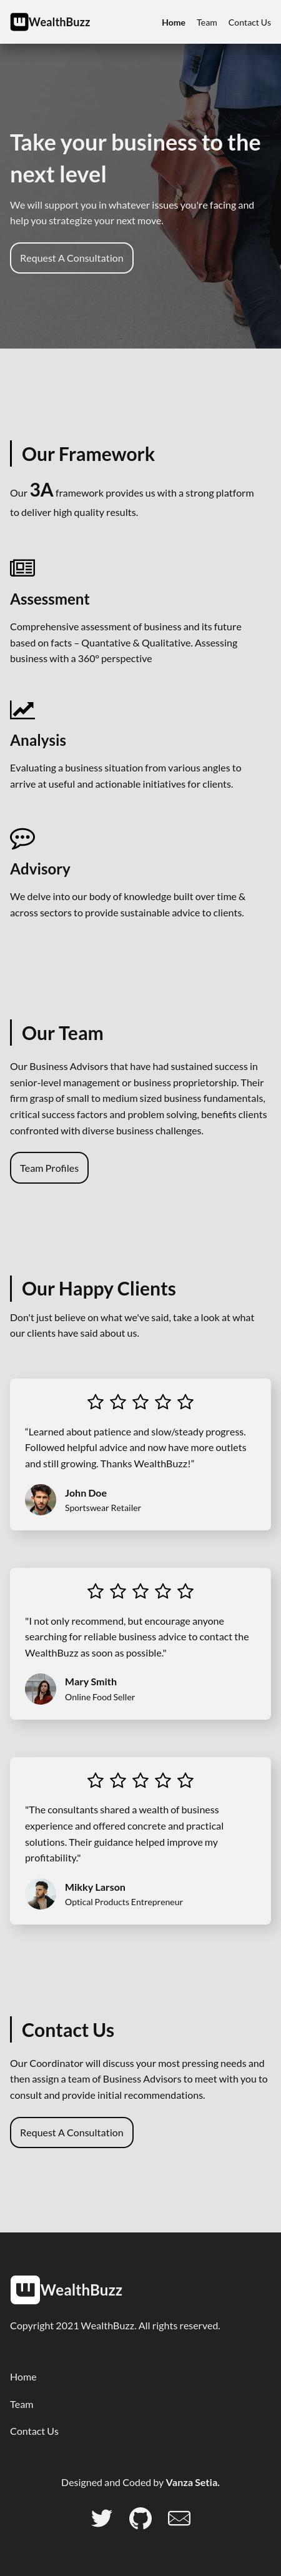 WealthBuzz
Home Team Contact Us
Take your business to the
next level
We will support you in whatever issues you're facing and
help you strategize your next move.
Request A Consultation
Our Framework
Our 3A framework provides us with a strong platform
to deliver high quality results.
Assessment
Comprehensive assessment of business and its future
based on facts – Quantative & Qualitative. Assessing
business with a 360° perspective
Analysis
Evaluating a business situation from various angles to
arrive at useful and actionable initiatives for clients.
Advisory
We delve into our body of knowledge built over time &
across sectors to provide sustainable advice to clients.
Our Team
Our Business Advisors that have had sustained success in
senior-level management or business proprietorship. Their
firm grasp of small to medium sized business fundamentals,
critical success factors and problem solving, benefits clients
confronted with diverse business challenges.
Team Profiles
Our Happy Clients
Don't just believe on what we've said, take a look at what
our clients have said about us.
“Learned about patience and slow/steady progress.
Followed helpful advice and now have more outlets
and still growing. Thanks WealthBuzz!”
John Doe
Sportswear Retailer
"I not only recommend, but encourage anyone
searching for reliable business advice to contact the
WealthBuzz as soon as possible."
Mary Smith
Online Food Seller
"The consultants shared a wealth of business
experience and offered concrete and practical
solutions. Their guidance helped improve my
profitability."
Mikky Larson
Optical Products Entrepreneur
Contact Us
Our Coordinator will discuss your most pressing needs and
then assign a team of Business Advisors to meet with you to
consult and provide initial recommendations.
Request A Consultation
WealthBuzz
Copyright 2021 WealthBuzz. All rights reserved.
Home
Team
Contact Us
Designed and Coded by Vanza Setia.